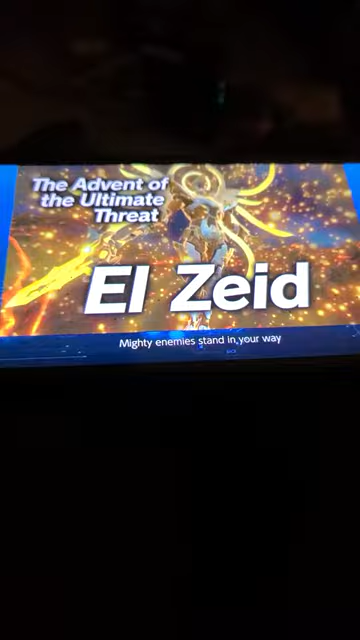 The Advent of
the Ultimate
Threat
El Zeid
Mighty enemies stand in your way